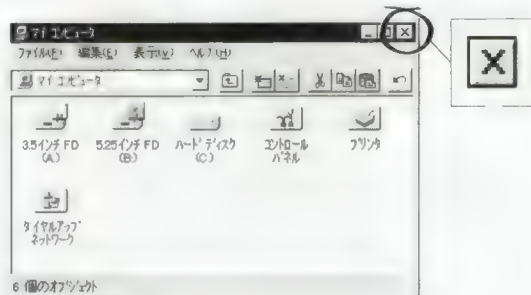 マイ コンピュータ
ファイル(F) 編集(E) 表示(V) ヘルプ(H)
マイ コンピュータ
3.5インチ FD (A:)
5.25インチ FD (B:)
ハード ディスク (C:)
コントロール パネル
プリンタ
ダイヤルアップ ネットワーク
6 個のオブジェクト